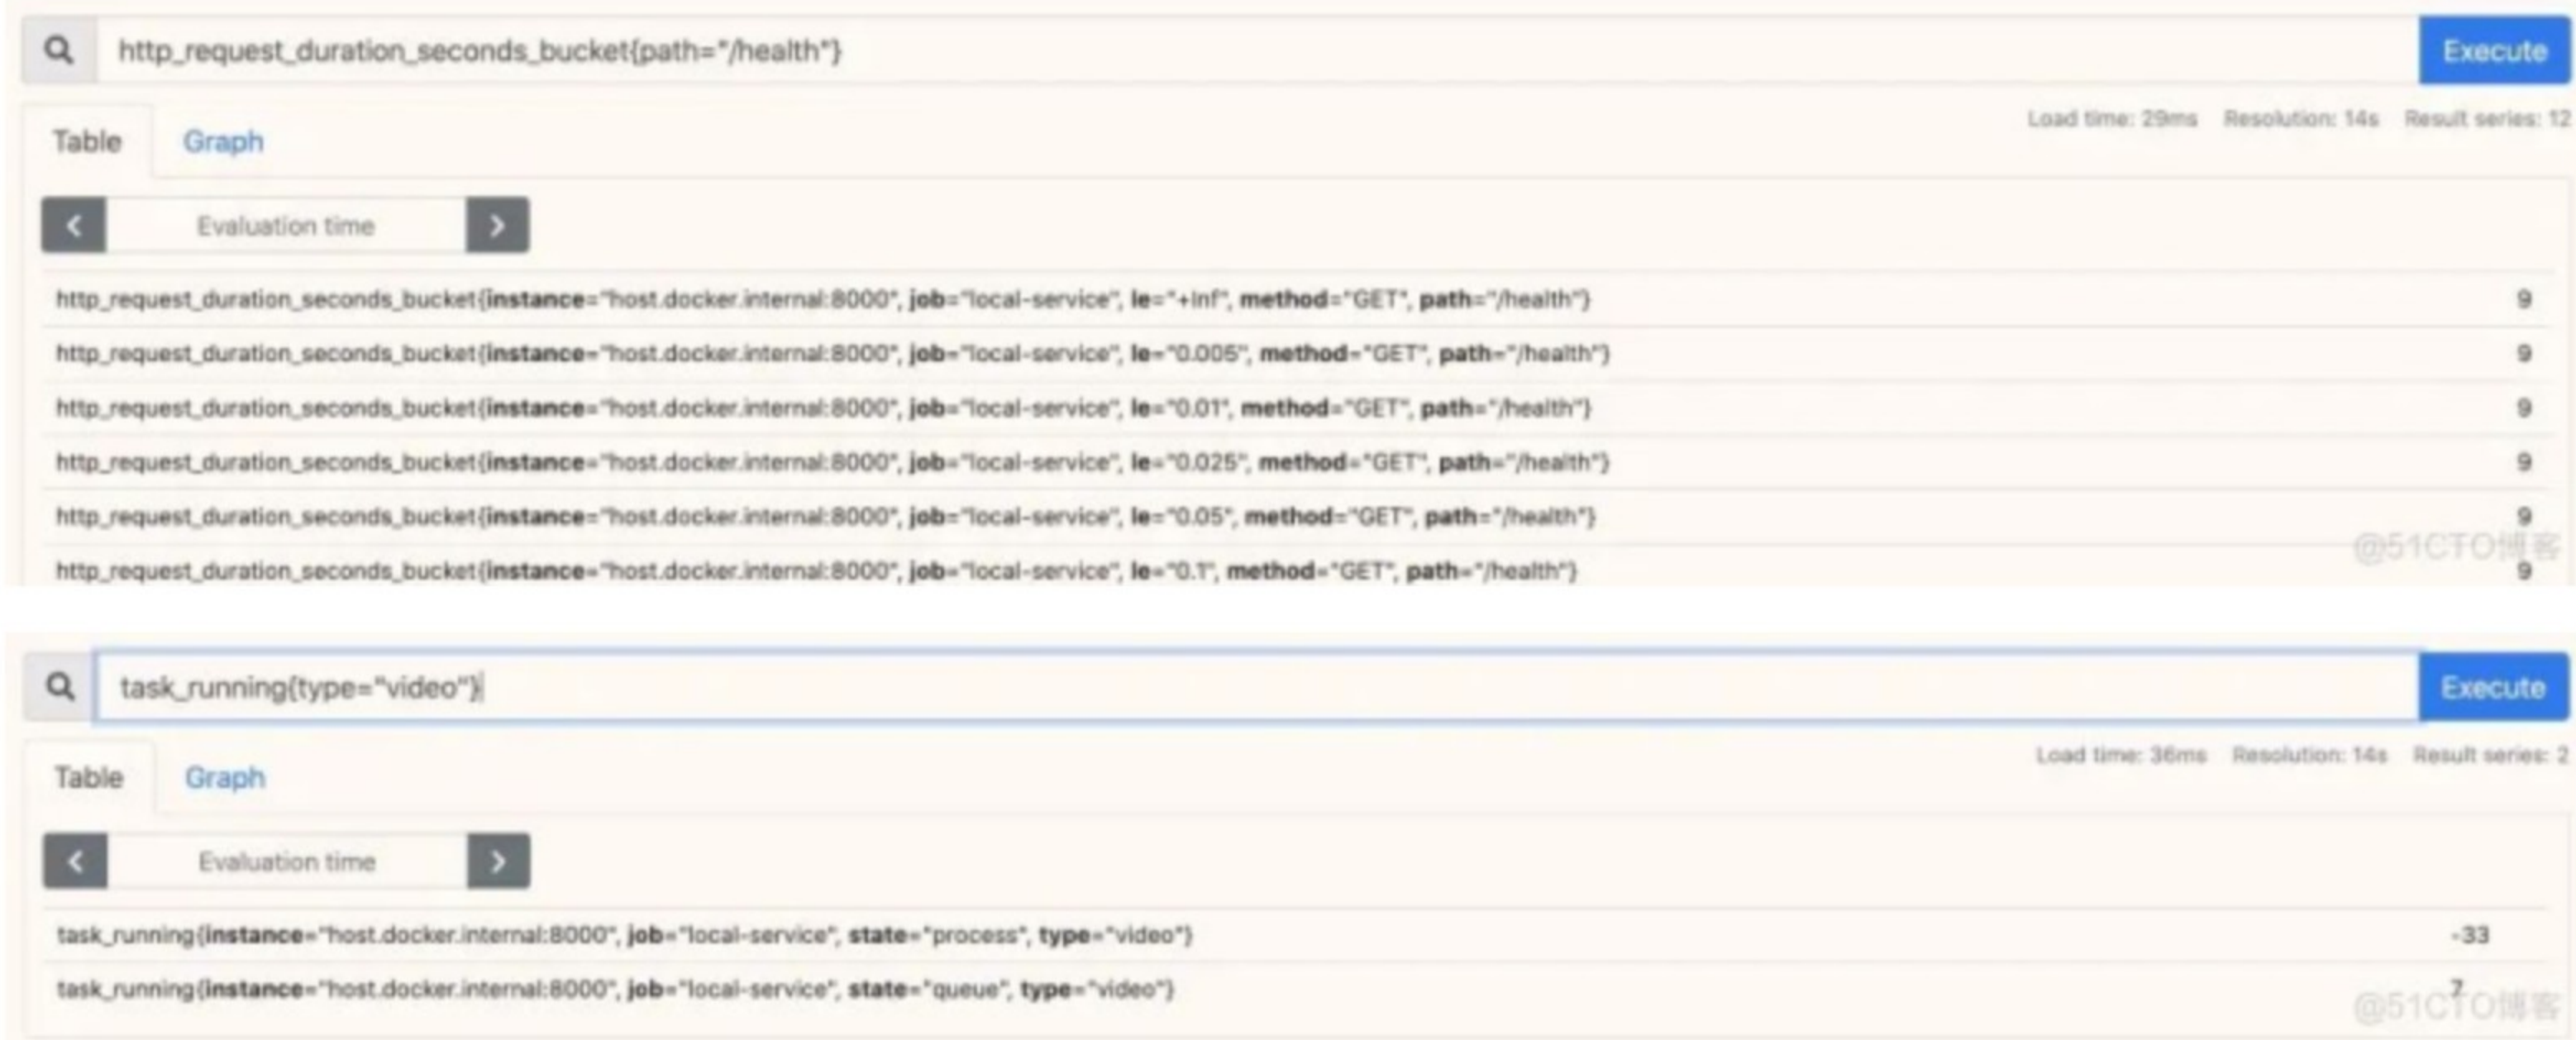 http_request_duration_seconds_bucket{path="/health"}
Execute
Load time: 29ms Resolution: 14s Result series: 12
Table Graph
Evaluation time
http_request_duration_seconds_bucket{instance="host.docker.internal:8000", job="local-service", le="+Inf", method="GET", path="/health"} 9
http_request_duration_seconds_bucket{instance="host.docker.internal:8000", job="local-service", le="0.005", method="GET", path="/health"} 9
http_request_duration_seconds_bucket{instance="host.docker.internal:8000", job="local-service", le="0.01", method="GET", path="/health"} 9
http_request_duration_seconds_bucket{instance="host.docker.internal:8000", job="local-service", le="0.025", method="GET", path="/health"} 9
http_request_duration_seconds_bucket{instance="host.docker.internal:8000", job="local-service", le="0.05", method="GET", path="/health"} 9
@51CTO博客
http_request_duration_seconds_bucket{instance="host.docker.internal:8000", job="local-service", le="0.1", method="GET", path="/health"} 9
task_running{type="video"}
Execute
Load time: 36ms Resolution: 14s Result series: 2
Table Graph
Evaluation time
task_running{instance="host.docker.internal:8000", job="local-service", state="process", type="video"} -33
task_running{instance="host.docker.internal:8000", job="local-service", state="queue", type="video"} 7
@51CTO博客